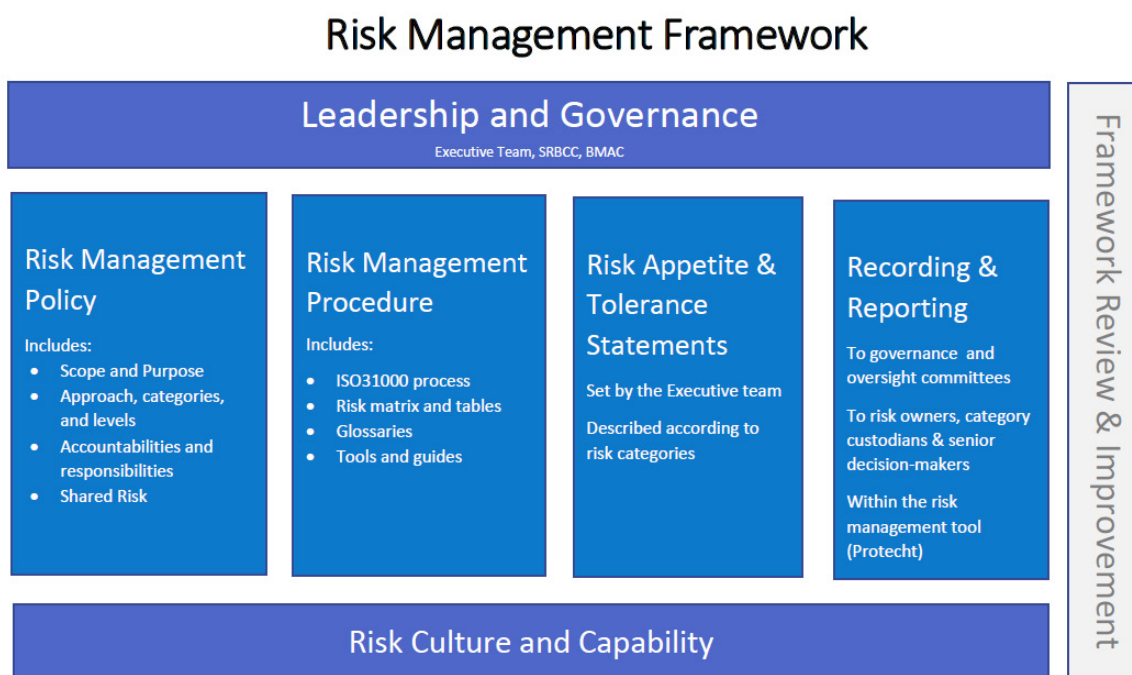 Risk Management Framework
Leadership and Governance
Executive Team, SRBCC, BMAC
Risk Management
Policy
Includes:
• Scope and Purpose
• Approach, categories,
and levels
• Accountabilities and
responsibilities
• Shared Risk
Risk Management
Procedure
Includes:
• ISO31000 process
• Risk matrix and tables
• Glossaries
• Tools and guides
Risk Appetite &
Tolerance
Statements
Set by the Executive team
Described according to
risk categories
Recording &
Reporting
To governance and
oversight committees
To risk owners, category
custodians & senior
decision-makers
Within the risk
management tool
(Protecht)
Risk Culture and Capability
Framework Review & Improvement